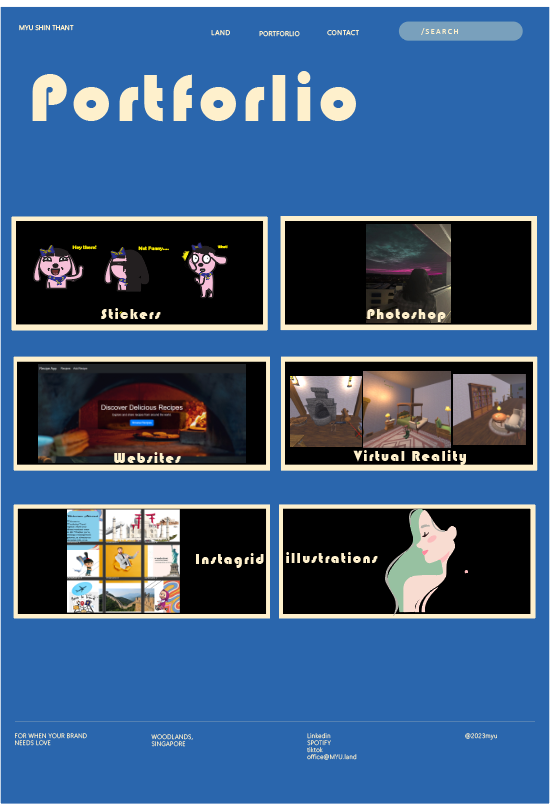 MYU SHIN THANT
LAND
PORTFORLIO
CONTACT
/SEARCH
Portforlio
Hey there!
Not Funny....
Stickers
Photoshop
Discover Delicious Recipes
Websites
Virtual Reality
Instagrid
illustrations
FOR WHEN YOUR BRAND
NEEDS LOVE
WOODLANDS,
SINGAPORE
Linkedin
SPOTIFY
tiktok
office@MYU.land
@2023myu